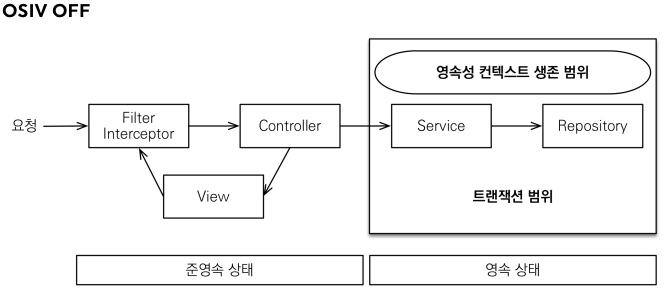 OSIV OFF
영속성 컨텍스트 생존 범위
요청
Filter
Interceptor
Controller
Service
Repository
View
트랜잭션 범위
준영속 상태
영속 상태